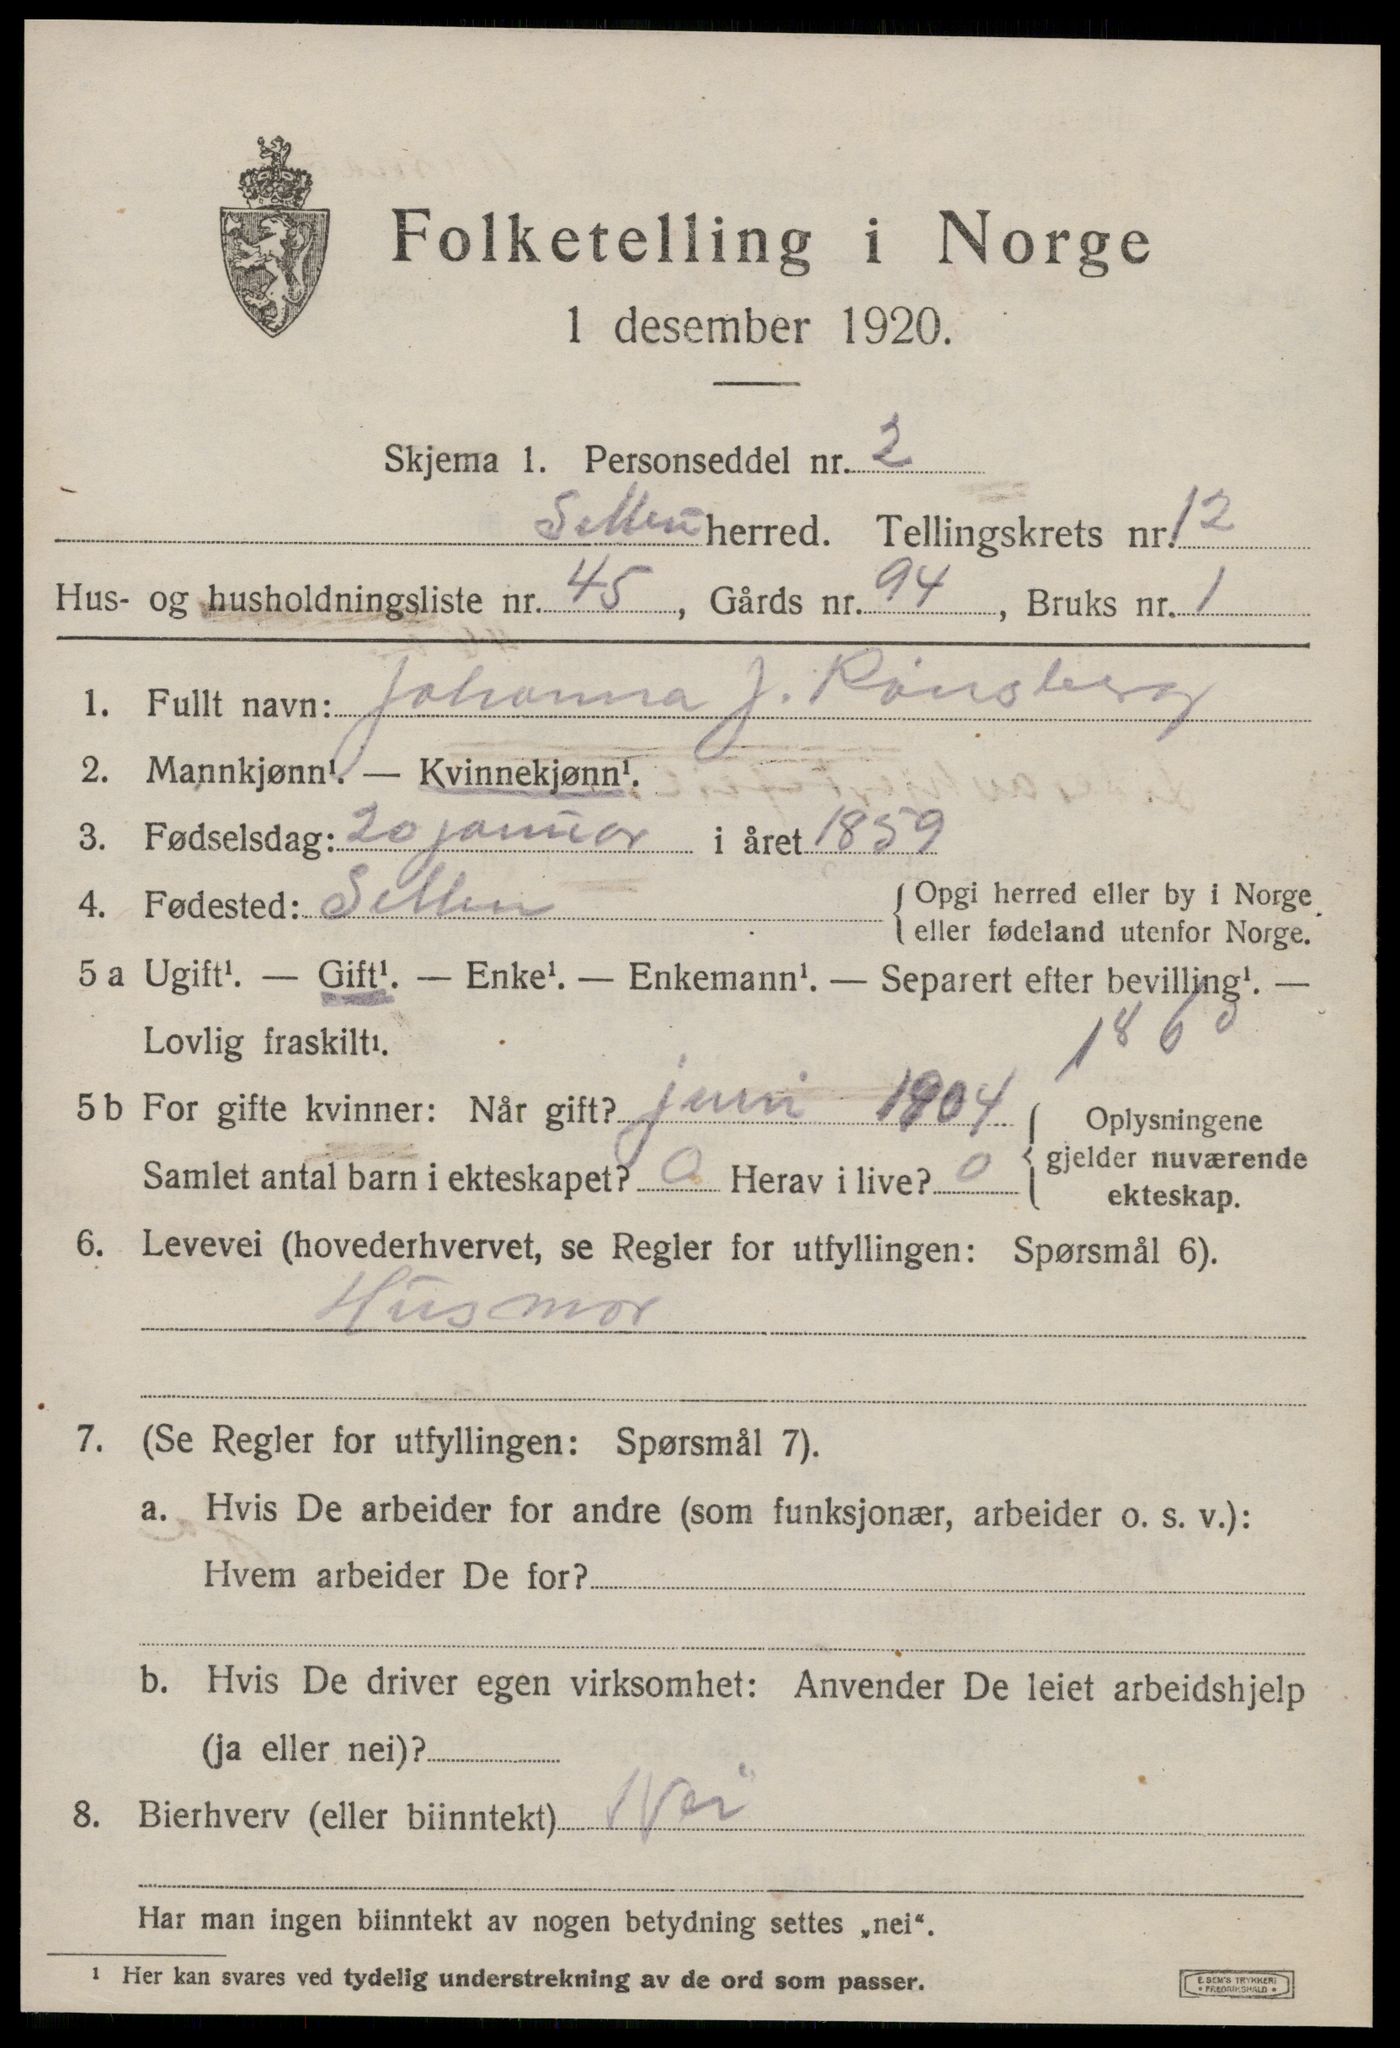 Folketelling i Norge
1 desember 1920.
Skjema 1. Personseddel nr. 2
herred. Tellingskrets nr. 12
Hus- og husholdningsliste nr. 45, Gårds nr. 94, Bruks nr. 1
1. Fullt navn: Johanna J. Rånsberg
2. Mannkjønn¹. — Kvinnekjønn¹.
3. Fødselsdag: 20 januar i året 1859
4. Fødested: { Opgi herred eller by i Norge
eller fødeland utenfor Norge.
5 a Ugift¹. — Gift¹. — Enke¹. — Enkemann¹. — Separert efter bevilling¹. —
Lovlig fraskilt¹. 1860
5 b For gifte kvinner: Når gift? juni 1904 { Oplysningene
gjelder nuværende
ekteskap.
Samlet antal barn i ekteskapet? 0 Herav i live? 0
6. Levevei (hovederhvervet, se Regler for utfyllingen: Spørsmål 6).
Husmor
7. (Se Regler for utfyllingen: Spørsmål 7).
a. Hvis De arbeider for andre (som funksjonær, arbeider o. s. v.):
Hvem arbeider De for?
b. Hvis De driver egen virksomhet: Anvender De leiet arbeidshjelp
(ja eller nei)?
8. Bierhverv (eller biinntekt) Nei
Har man ingen biinntekt av nogen betydning settes „nei“.
¹ Her kan svares ved tydelig understrekning av de ord som passer.
E. SEM'S TRYKKERI
FREDRIKSHALD